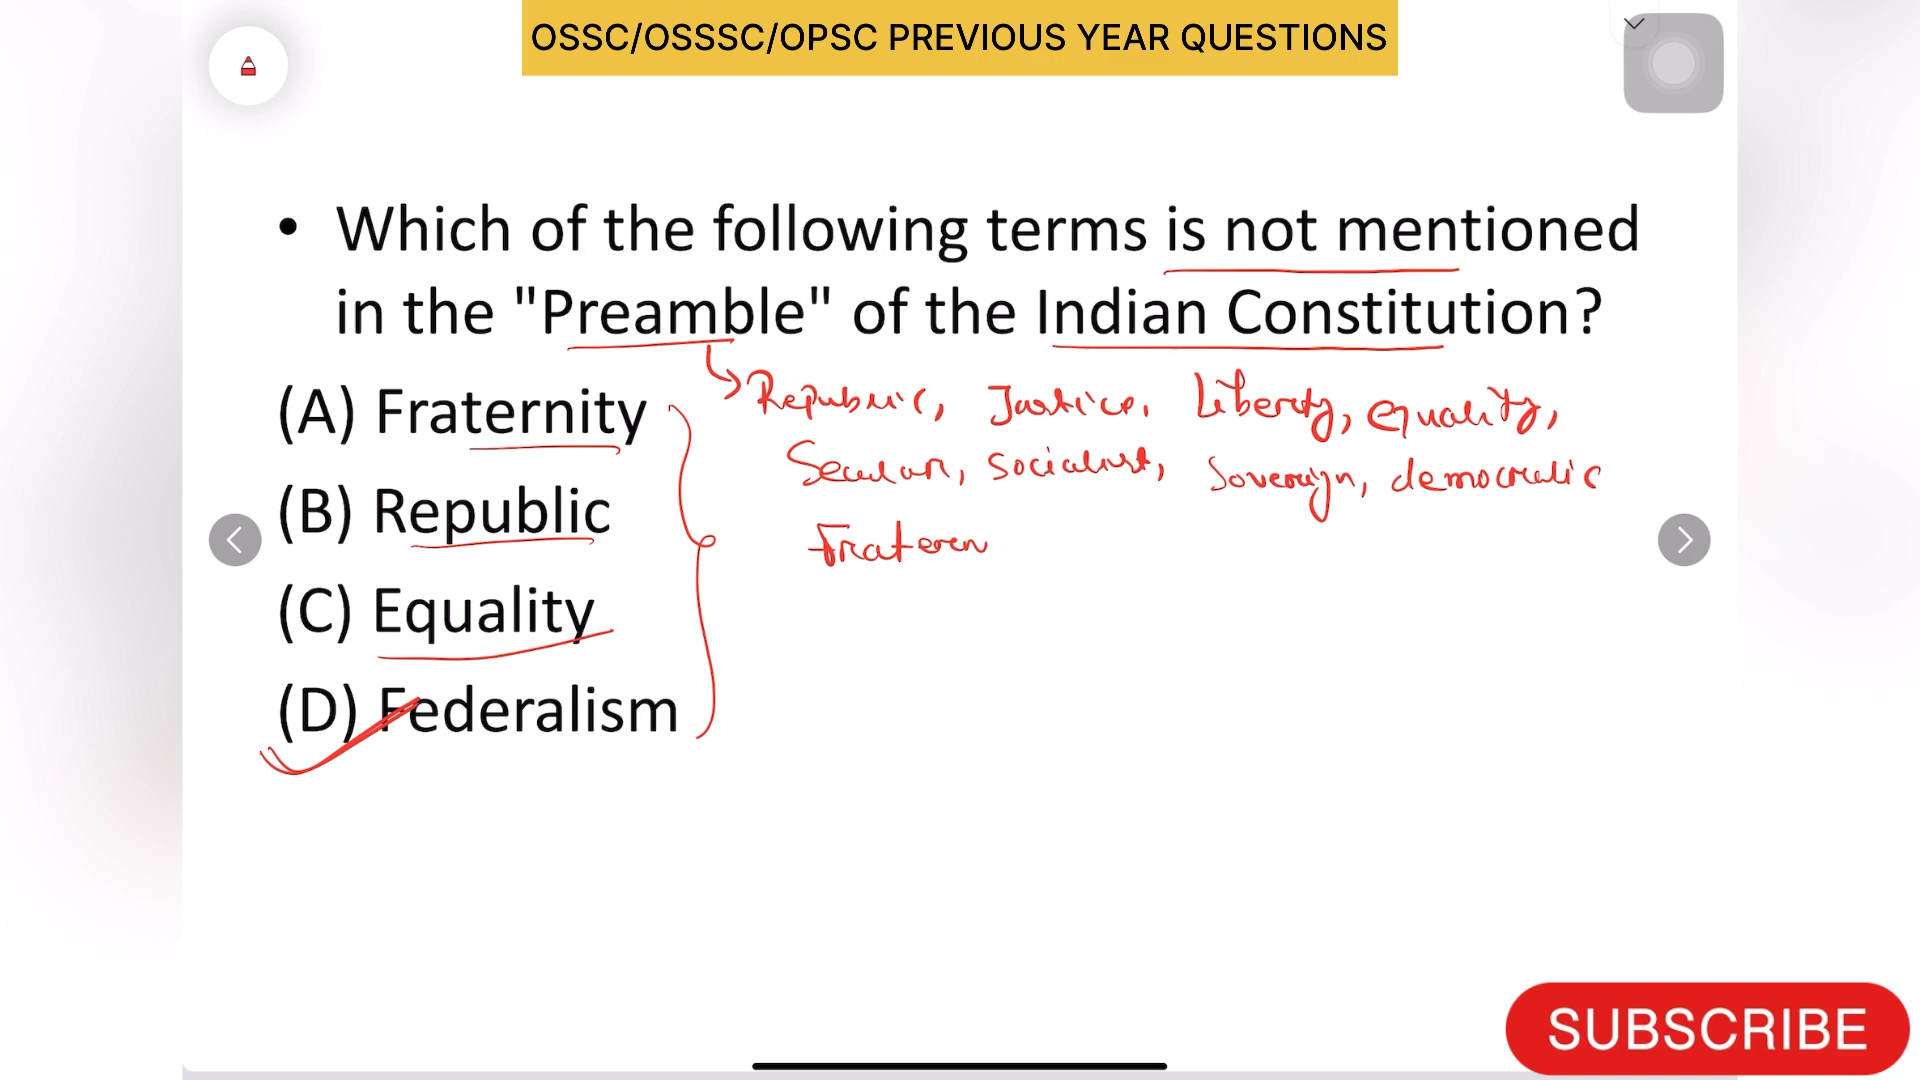 OSSC/OSSSC/OPSC PREVIOUS YEAR QUESTIONS
• Which of the following terms is not mentioned
in the "Preamble" of the Indian Constitution?
(A) Fraternity
Republic, Justice, Liberty, equality,
Secular, socialist, Sovereign, democratic
(B) Republic
Frateren
(C) Equality
(D) Federalism
SUBSCRIBE